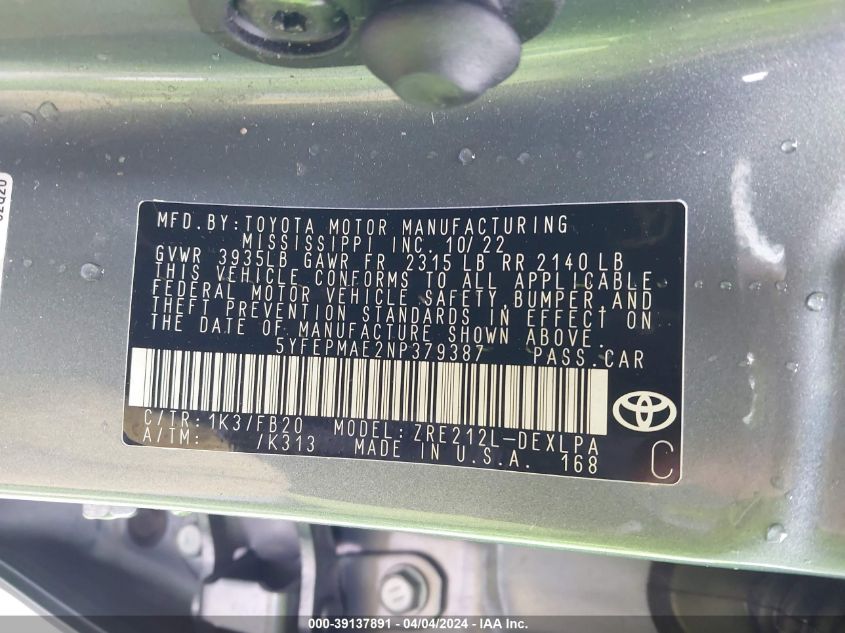 MFD.BY:TOYOTA MOTOR MANUFACTURING
MISSISSIPPI INC. 10/22
GVWR 3935LB GAWR FR 2315 LB RR 2140 LB
THIS VEHICLE CONFORMS TO ALL APPLICABLE
FEDERAL MOTOR VEHICLE SAFETY,BUMPER,AND
THEFT PREVENTION STANDARDS IN EFFECT ON
THE DATE OF MANUFACTURE SHOWN ABOVE.
5YFEPMAE2NP379387 PASS.CAR
C/TR:1K3/FB20 MODEL:ZRE212L-DEXLPA
A/TM: /K313 MADE IN U.S.A. 168
C
000-39137891 - 04/04/2024 - IAA Inc.